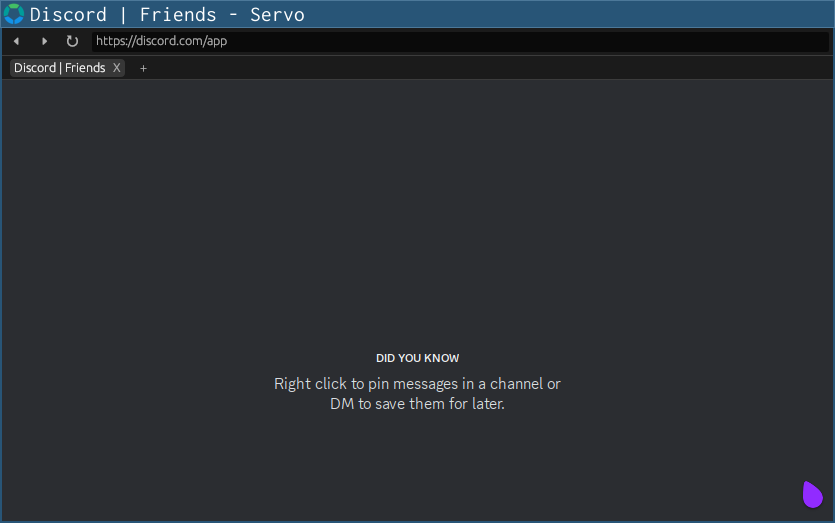 Discord | Friends - Servo
https://discord.com/app
Discord | Friends X +
DID YOU KNOW
Right click to pin messages in a channel or
DM to save them for later.